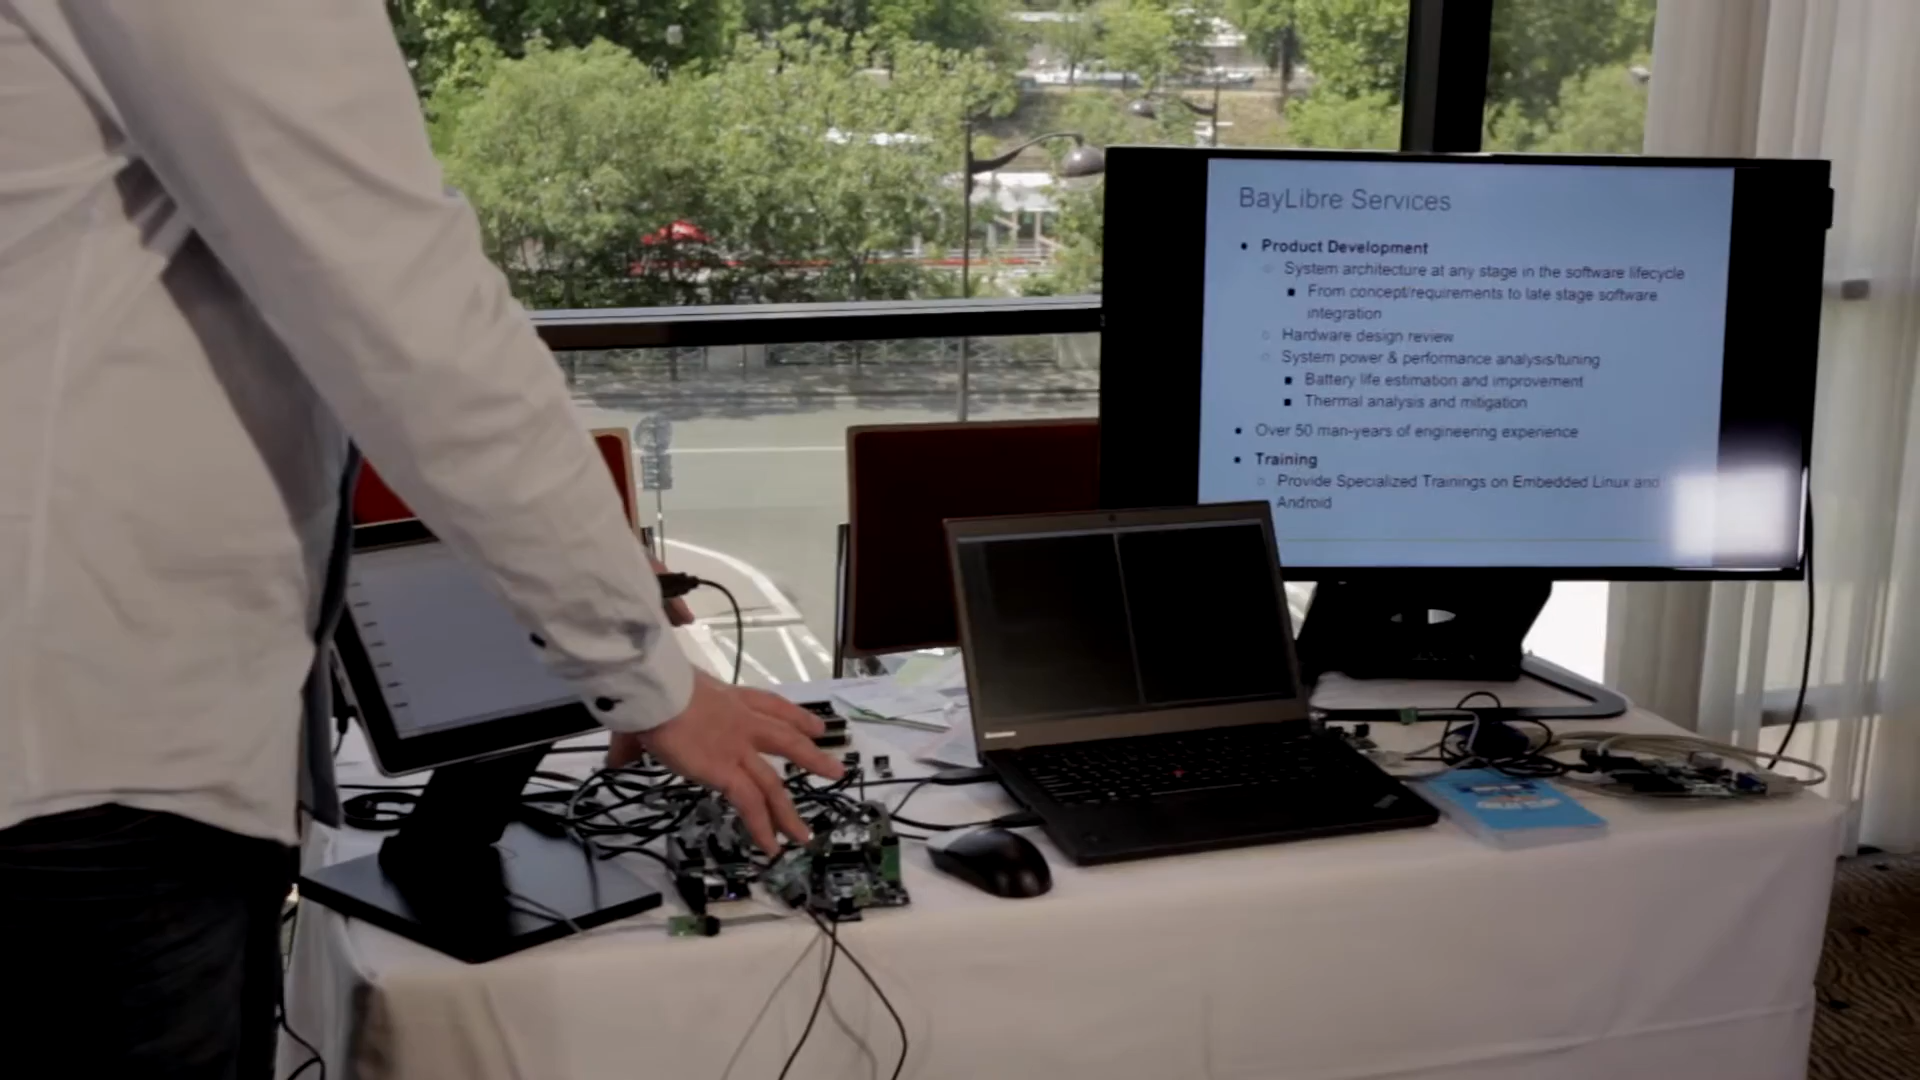 BayLibre Services
• Product Development
○ System architecture at any stage in the software lifecycle
■ From concept/requirements to late stage software
integration
○ Hardware design review
○ System power & performance analysis/tuning
■ Battery life estimation and improvement
■ Thermal analysis and mitigation
• Over 50 man-years of engineering experience
• Training
○ Provide Specialized Trainings on Embedded Linux and
Android